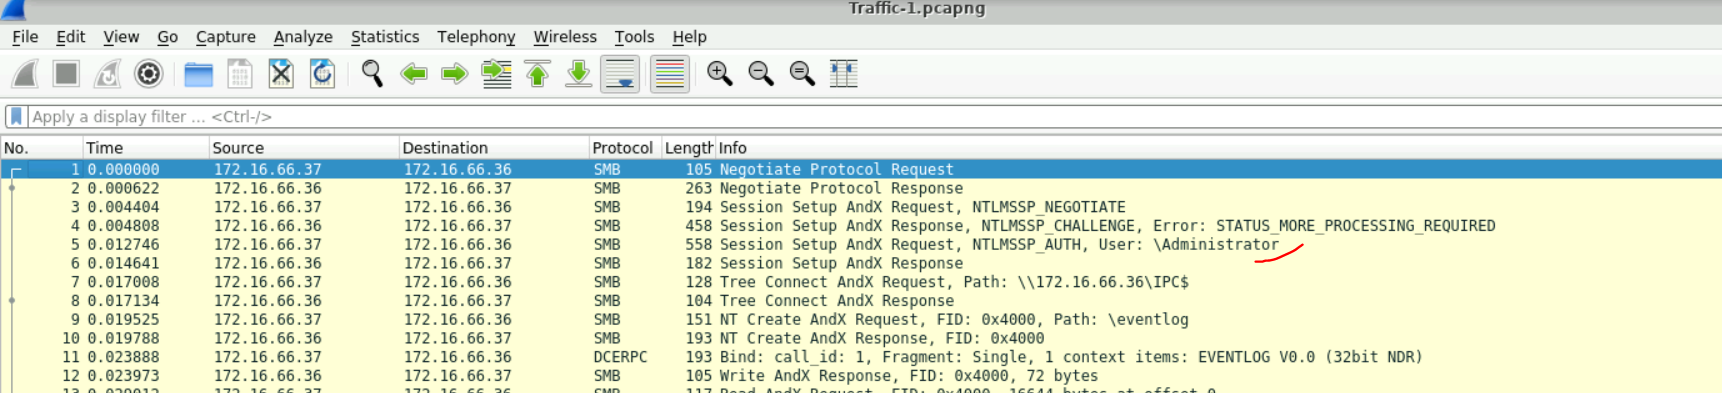 Traffic-1.pcapng
File Edit View Go Capture Analyze Statistics Telephony Wireless Tools Help
Apply a display filter ... <Ctrl-/>
No. Time Source Destination Protocol Length Info
1 0.000000 172.16.66.37 172.16.66.36 SMB 105 Negotiate Protocol Request
2 0.000622 172.16.66.36 172.16.66.37 SMB 263 Negotiate Protocol Response
3 0.004404 172.16.66.37 172.16.66.36 SMB 194 Session Setup AndX Request, NTLMSSP_NEGOTIATE
4 0.004808 172.16.66.36 172.16.66.37 SMB 458 Session Setup AndX Response, NTLMSSP_CHALLENGE, Error: STATUS_MORE_PROCESSING_REQUIRED
5 0.012746 172.16.66.37 172.16.66.36 SMB 558 Session Setup AndX Request, NTLMSSP_AUTH, User: \Administrator
6 0.014641 172.16.66.36 172.16.66.37 SMB 182 Session Setup AndX Response
7 0.017008 172.16.66.37 172.16.66.36 SMB 128 Tree Connect AndX Request, Path: \\172.16.66.36\IPC$
8 0.017134 172.16.66.36 172.16.66.37 SMB 104 Tree Connect AndX Response
9 0.019525 172.16.66.37 172.16.66.36 SMB 151 NT Create AndX Request, FID: 0x4000, Path: \eventlog
10 0.019788 172.16.66.36 172.16.66.37 SMB 193 NT Create AndX Response, FID: 0x4000
11 0.023888 172.16.66.37 172.16.66.36 DCERPC 193 Bind: call_id: 1, Fragment: Single, 1 context items: EVENTLOG V0.0 (32bit NDR)
12 0.023973 172.16.66.36 172.16.66.37 SMB 105 Write AndX Response, FID: 0x4000, 72 bytes